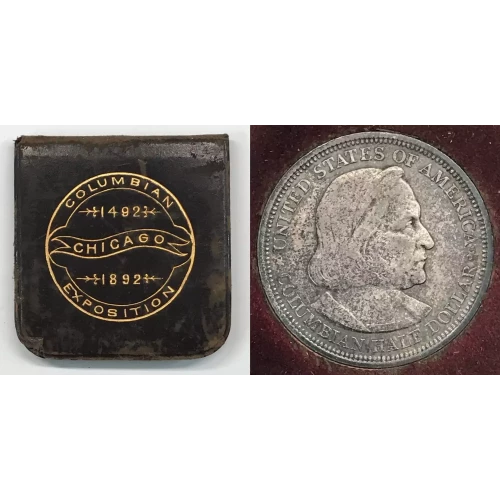 COLUMBIAN
1492
CHICAGO
1892
EXPOSITION
UNITED STATES OF AMERICA
COLUMBIAN HALF DOLLAR